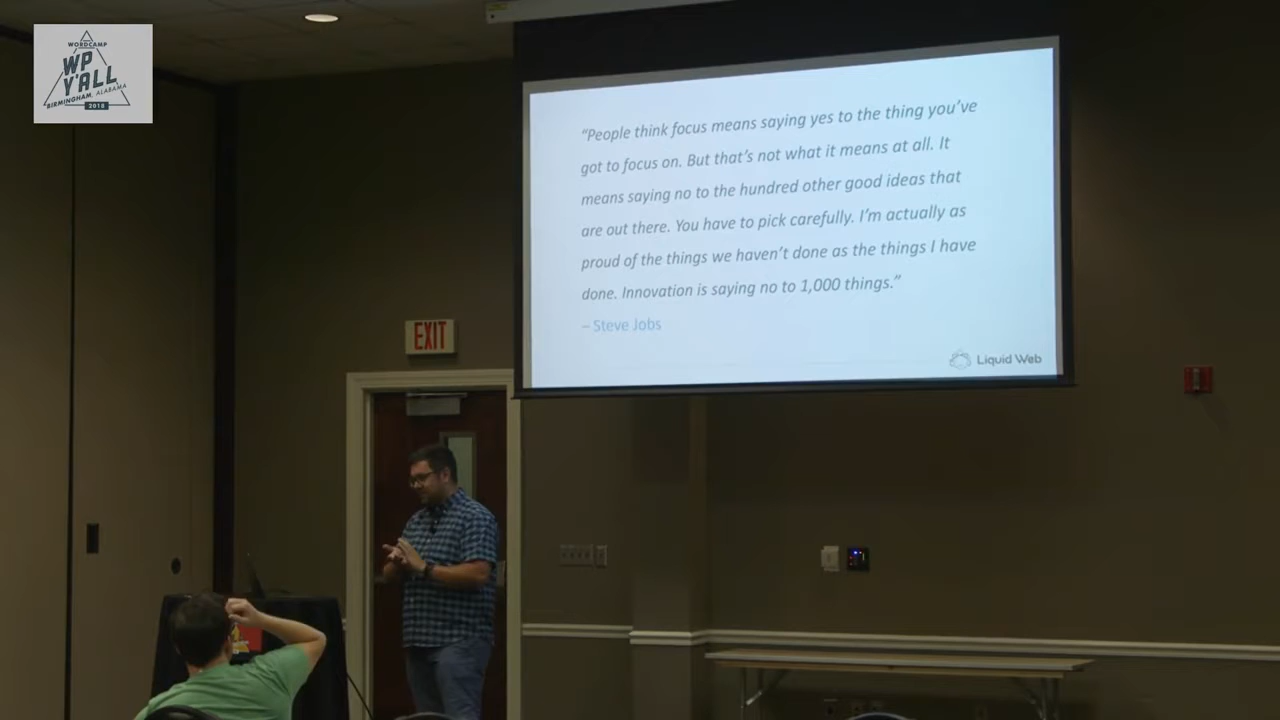 WORDCAMP
WP
Y'ALL
BIRMINGHAM, ALABAMA
2018
“People think focus means saying yes to the thing you’ve
got to focus on. But that’s not what it means at all. It
means saying no to the hundred other good ideas that
are out there. You have to pick carefully. I’m actually as
proud of the things we haven’t done as the things I have
done. Innovation is saying no to 1,000 things.”
– Steve Jobs
Liquid Web
EXIT